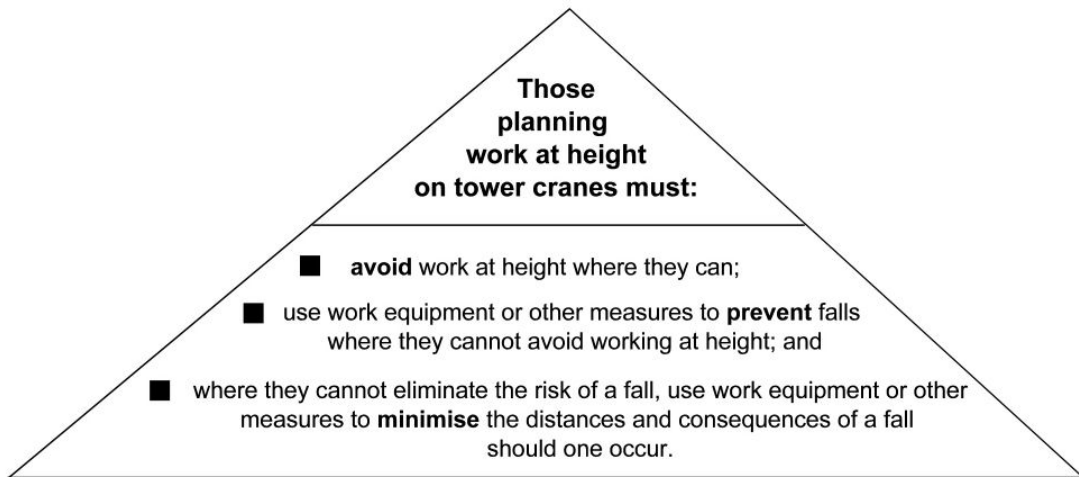 Those
planning
work at height
on tower cranes must:
■ avoid work at height where they can;
■ use work equipment or other measures to prevent falls
where they cannot avoid working at height; and
■ where they cannot eliminate the risk of a fall, use work equipment or other
measures to minimise the distances and consequences of a fall
should one occur.